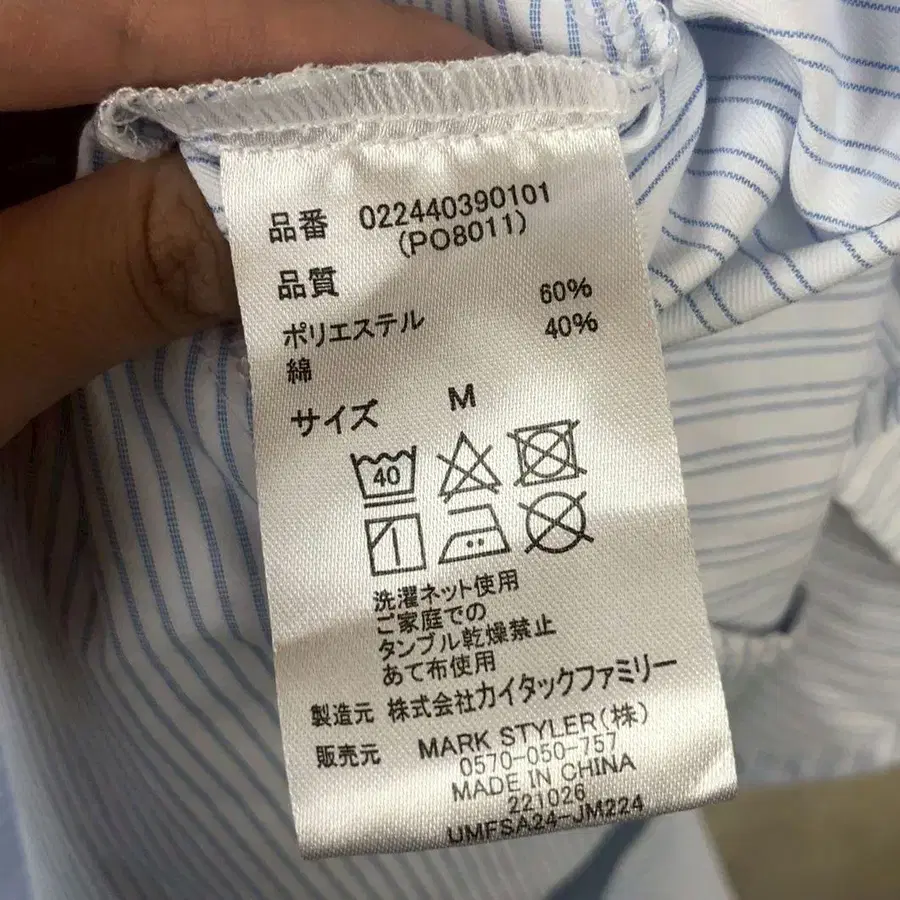 品番 022440390101
(PO8011)
品質
ポリエステル 60%
綿 40%
サイズ M
40
洗濯ネット使用
ご家庭での
タンブル乾燥禁止
あて布使用
製造元 株式会社カイタックファミリー
販売元 MARK STYLER(株)
0570-050-757
MADE IN CHINA
221026
UMFSA24-JM224